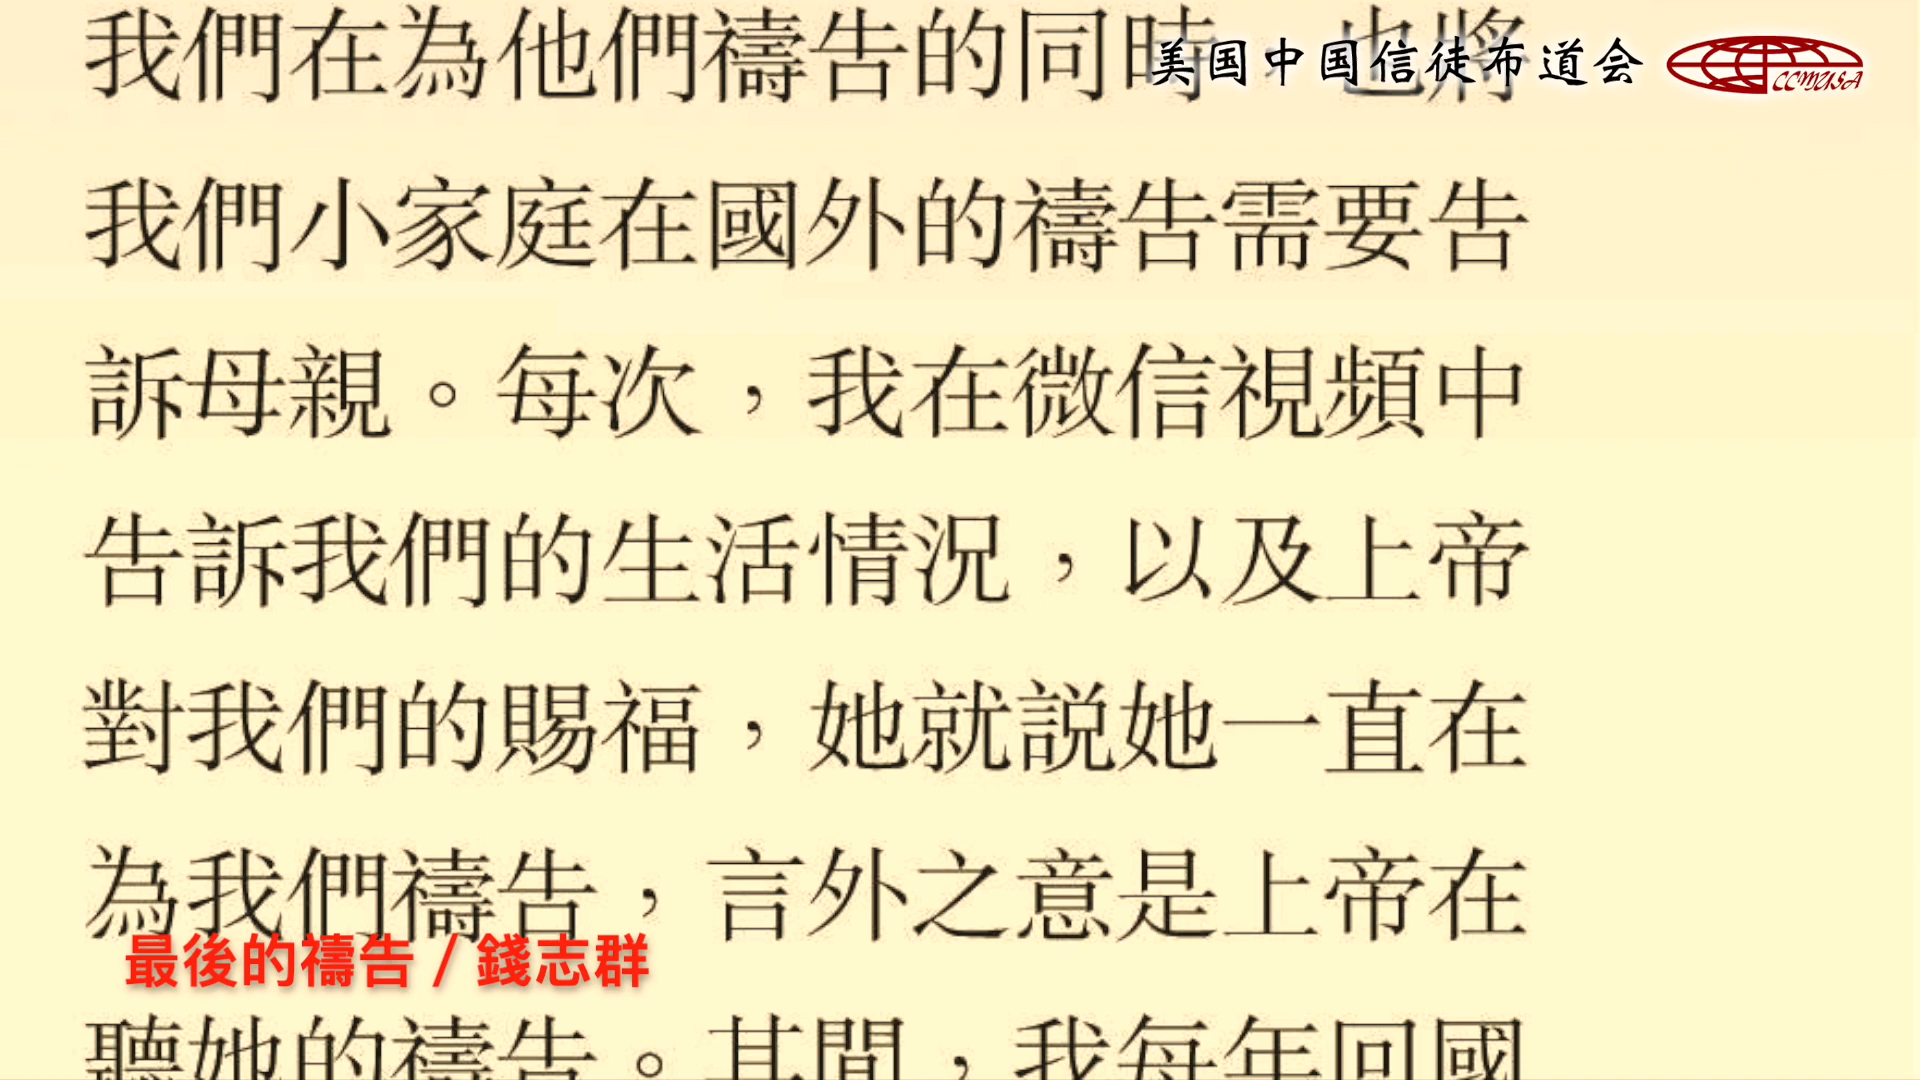 我們在為他們禱告的同時，也將
美国中国信徒布道会 CCMUSA
我們小家庭在國外的禱告需要告
訴母親。每次，我在微信視頻中
告訴我們的生活情況，以及上帝
對我們的賜福，她就説她一直在
為我們禱告，言外之意是上帝在
最後的禱告 / 錢志群
聽她的禱告。其間，我每年回國